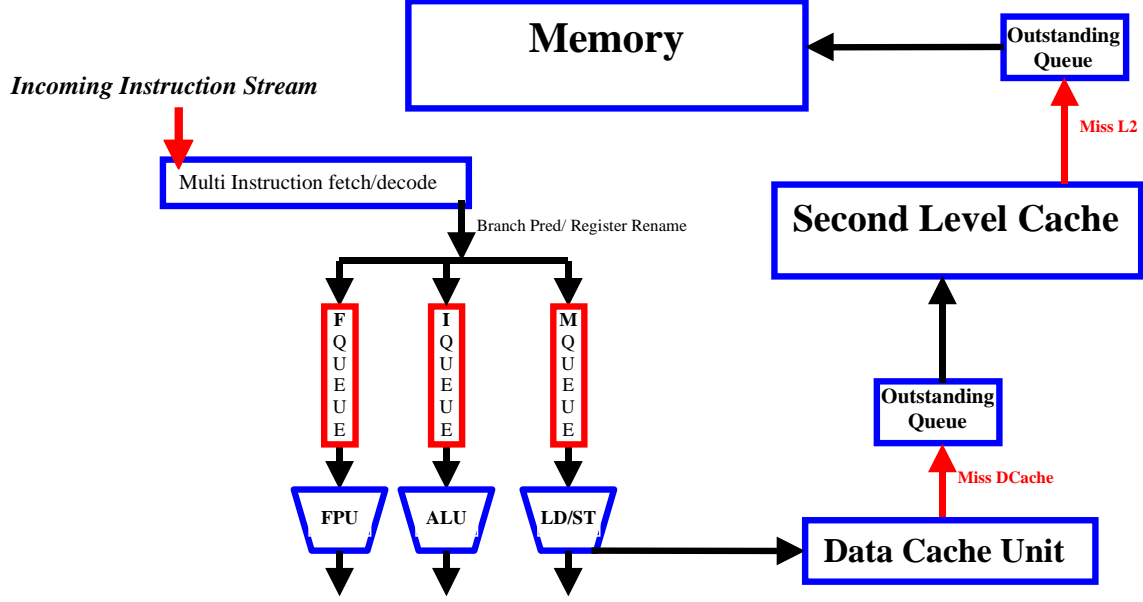 Memory
Outstanding
Queue
Incoming Instruction Stream
Miss L2
Multi Instruction fetch/decode
Second Level Cache
Branch Pred/ Register Rename
F
Q
U
E
U
E
I
Q
U
E
U
E
M
Q
U
E
U
E
Outstanding
Queue
Miss DCache
FPU
ALU
LD/ST
Data Cache Unit